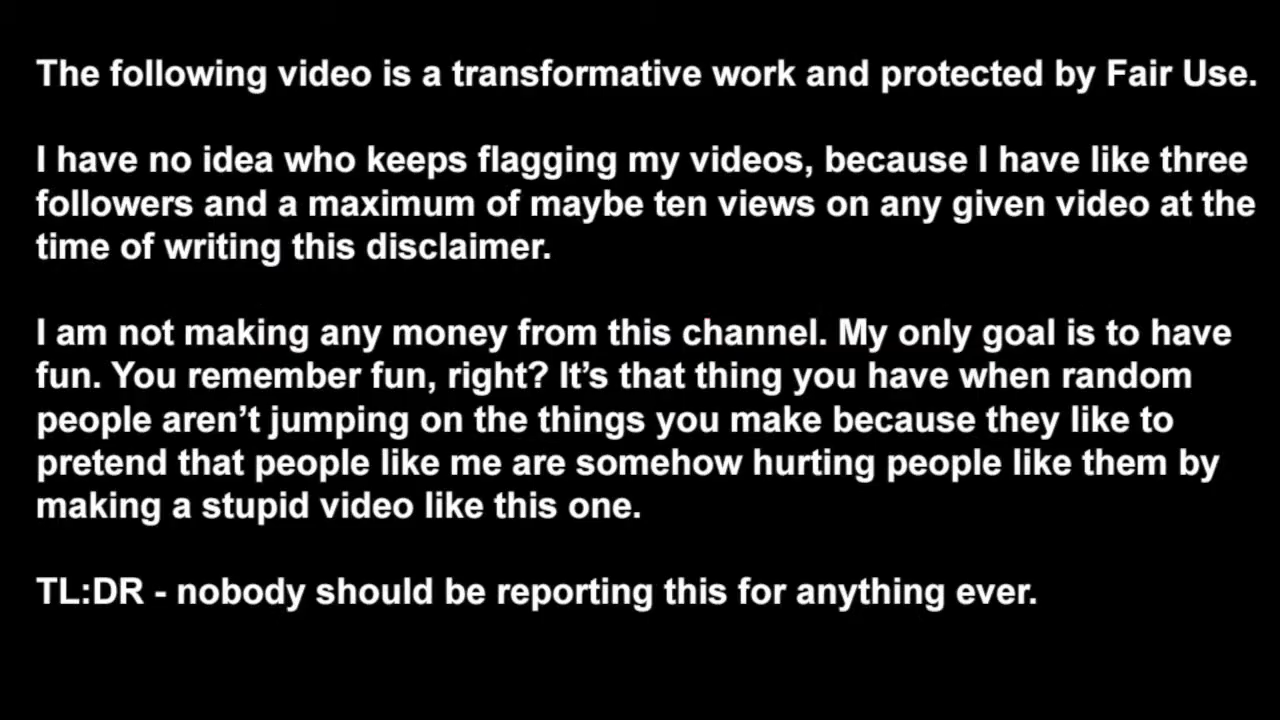 The following video is a transformative work and protected by Fair Use.
I have no idea who keeps flagging my videos, because I have like three
followers and a maximum of maybe ten views on any given video at the
time of writing this disclaimer.
I am not making any money from this channel. My only goal is to have
fun. You remember fun, right? It’s that thing you have when random
people aren’t jumping on the things you make because they like to
pretend that people like me are somehow hurting people like them by
making a stupid video like this one.
TL:DR - nobody should be reporting this for anything ever.